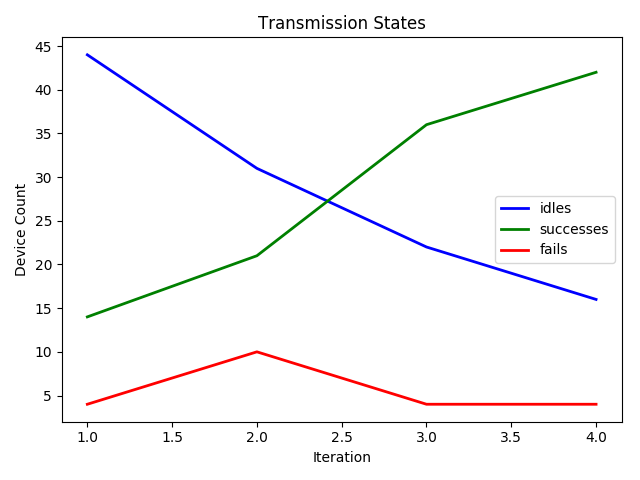 Transmission States
45
40
35
30
25
20
15
10
5
Device Count
idles
successes
fails
1.0 1.5 2.0 2.5 3.0 3.5 4.0
Iteration